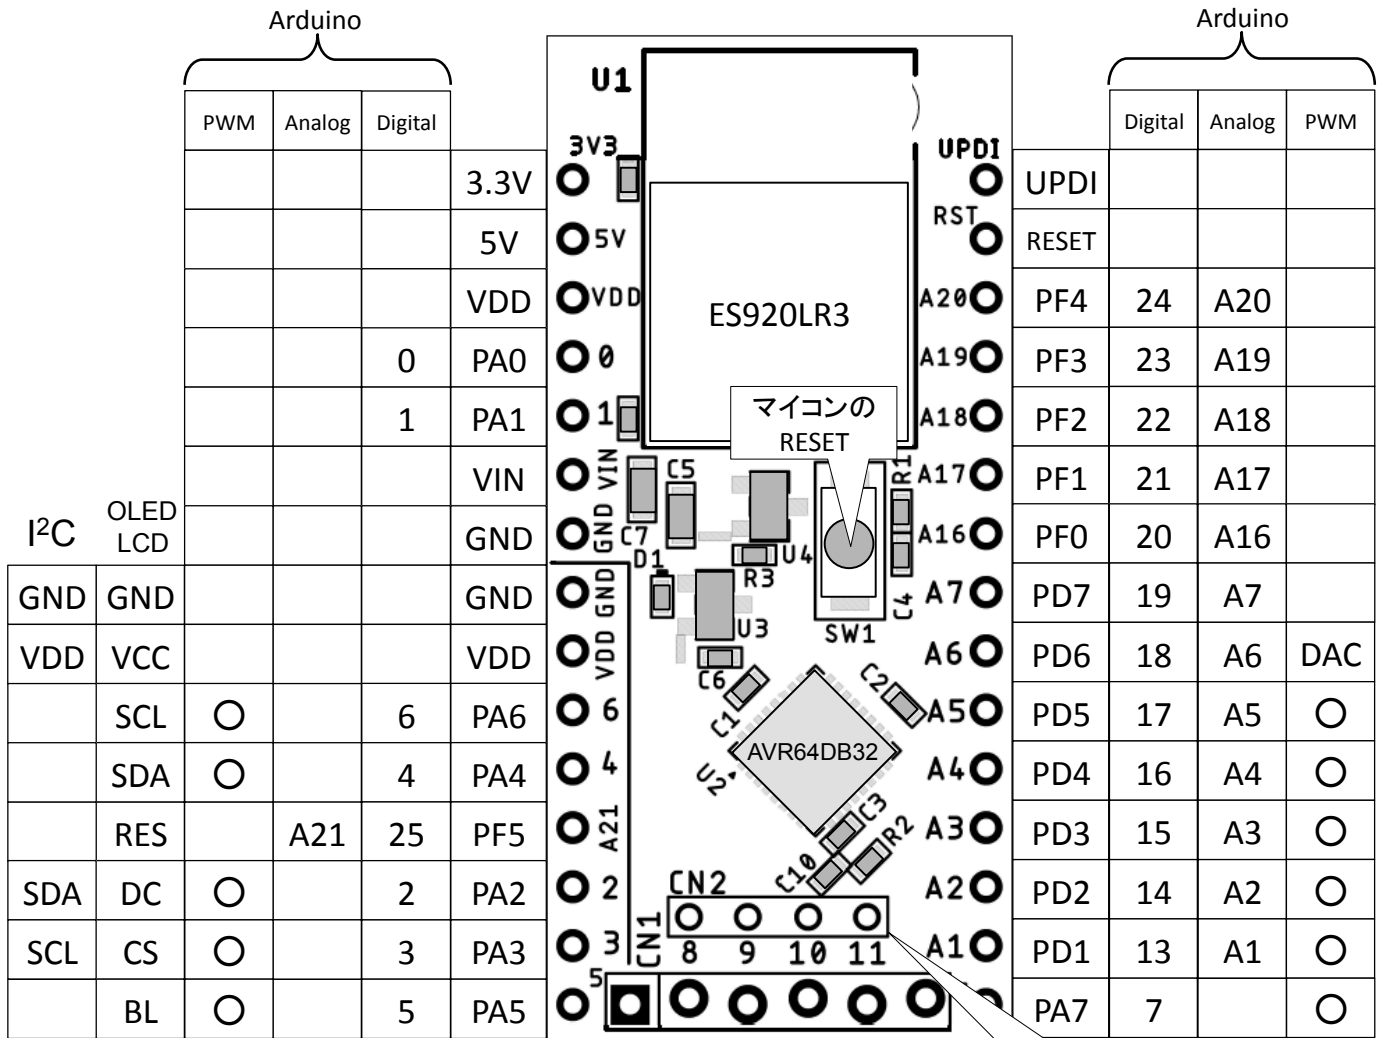 Arduino
Arduino
PWM Analog Digital
Digital Analog PWM
U1
3V3
UPDI
3.3V
UPDI
RST
5V
5V
RESET
VDD
VDD
ES920LR3
A20
PF4 24 A20
0 PA0
0
A19
PF3 23 A19
1 PA1
1
マイコンの
RESET
A18
PF2 22 A18
VIN
VIN
C5
R1
A17
PF1 21 A17
I²C
OLED
LCD
GND
GND
C7
U4
A16
PF0 20 A16
D1
R3
GND GND
GND
GND
C4
A7
PD7 19 A7
U3
SW1
VDD VCC
VDD
VDD
C6
A6
PD6 18 A6 DAC
C1
C2
SCL ○ 6 PA6
6
A5
PD5 17 A5 ○
AVR64DB32
U2
SDA ○ 4 PA4
4
A4
PD4 16 A4 ○
C3
R2
RES A21 25 PF5
A21
A3
PD3 15 A3 ○
C10
CN2
SDA DC ○ 2 PA2
2
A2
PD2 14 A2 ○
CN1
SCL CS ○ 3 PA3
3
8 9 10 11
A1
PD1 13 A1 ○
BL ○ 5 PA5
5
PA7 7 ○